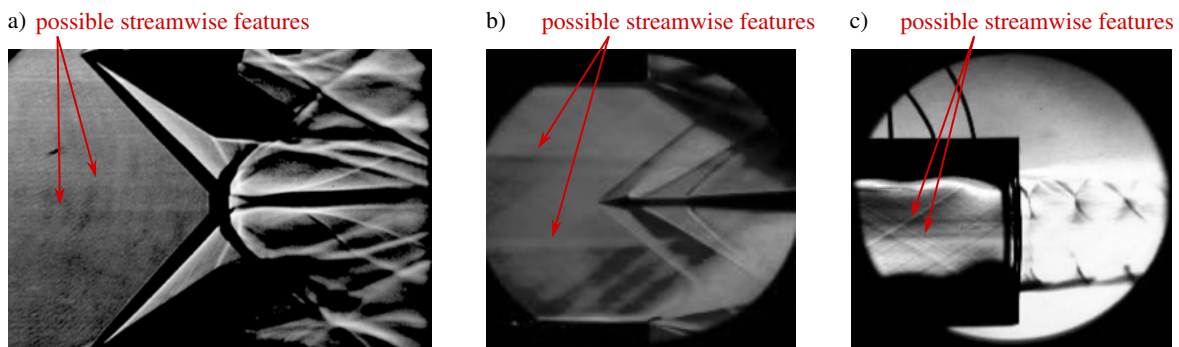 a) possible streamwise features
b) possible streamwise features
c) possible streamwise features